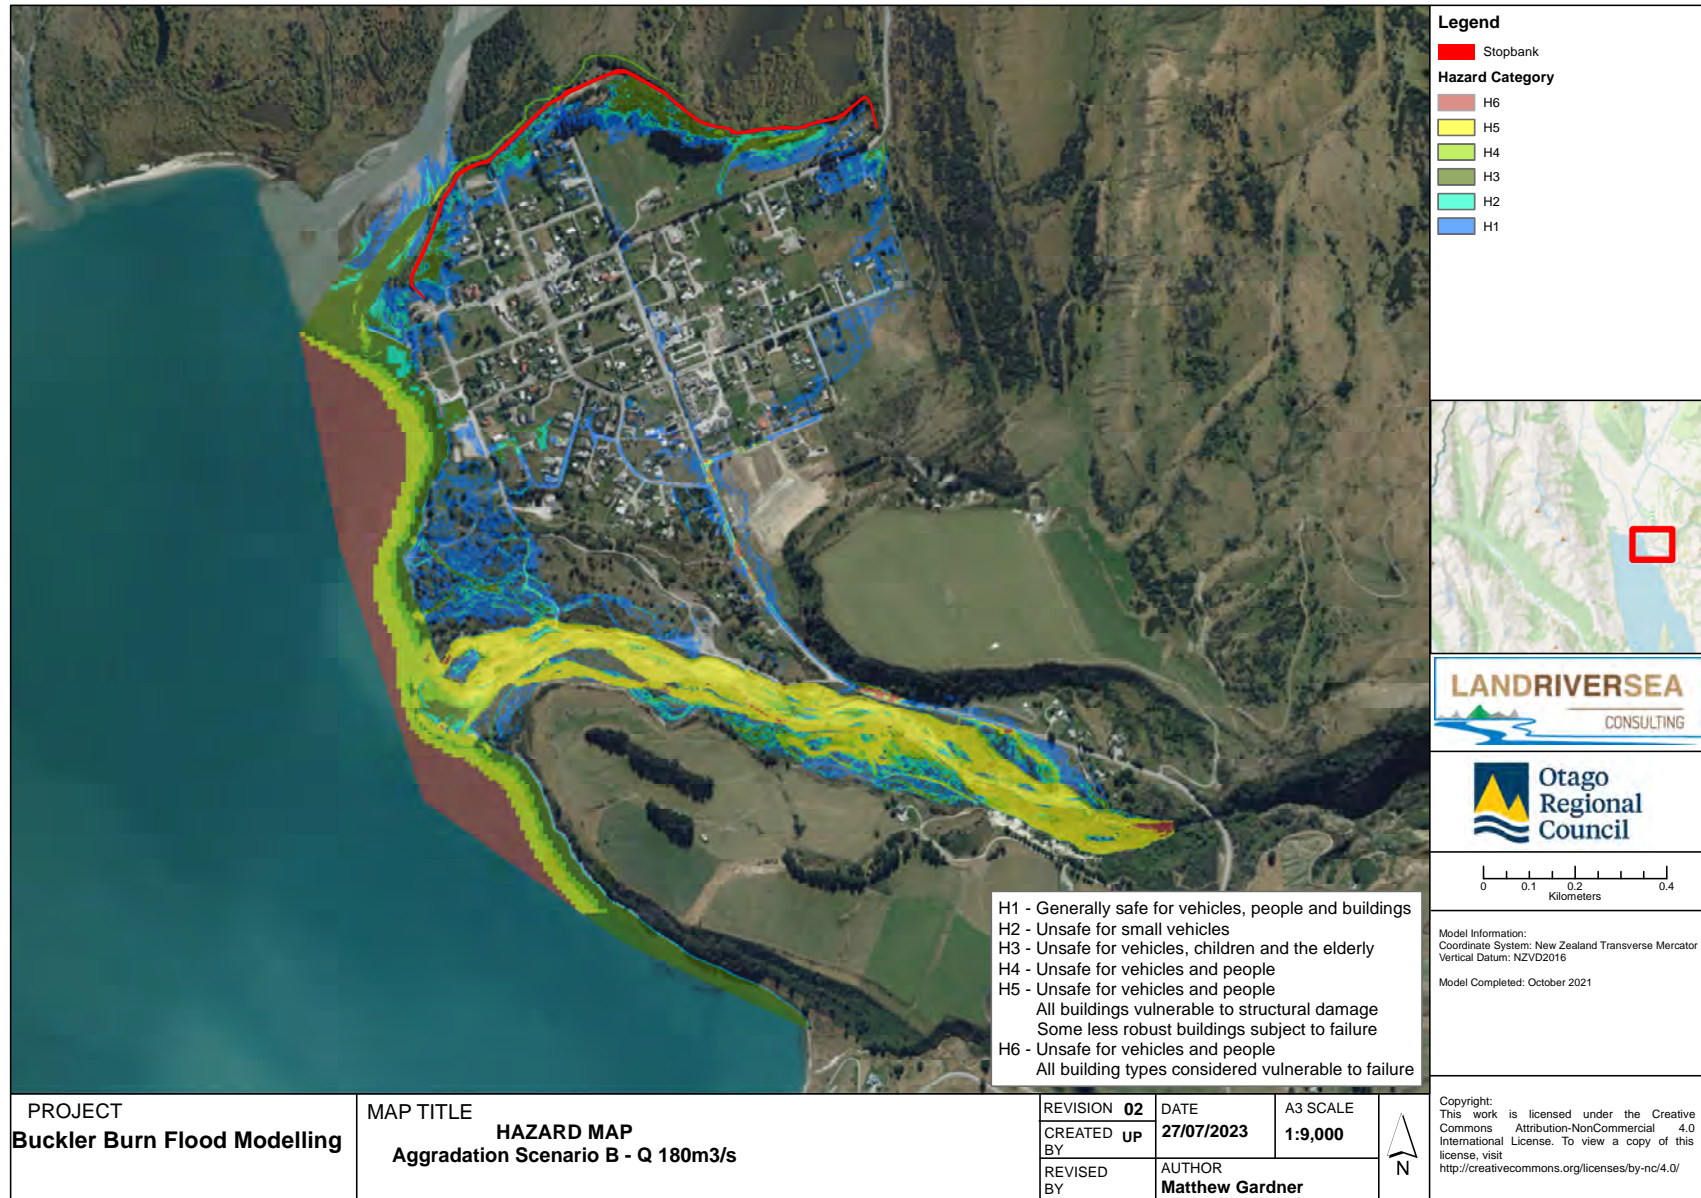 Legend
Stopbank
Hazard Category
H6
H5
H4
H3
H2
H1
LANDRIVERSEA
CONSULTING
Otago
Regional
Council
0 0.1 0.2 0.4
Kilometers
Model Information:
Coordinate System: New Zealand Transverse Mercator
Vertical Datum: NZVD2016
Model Completed: October 2021
Copyright:
This work is licensed under the Creative
Commons Attribution-NonCommercial 4.0
International License. To view a copy of this
license, visit
http://creativecommons.org/licenses/by-nc/4.0/
H1 - Generally safe for vehicles, people and buildings
H2 - Unsafe for small vehicles
H3 - Unsafe for vehicles, children and the elderly
H4 - Unsafe for vehicles and people
H5 - Unsafe for vehicles and people
All buildings vulnerable to structural damage
Some less robust buildings subject to failure
H6 - Unsafe for vehicles and people
All building types considered vulnerable to failure
PROJECT
Buckler Burn Flood Modelling
MAP TITLE
HAZARD MAP
Aggradation Scenario B - Q 180m3/s
REVISION 02
CREATED BY UP
REVISED BY
DATE
27/07/2023
A3 SCALE
1:9,000
AUTHOR
Matthew Gardner
N